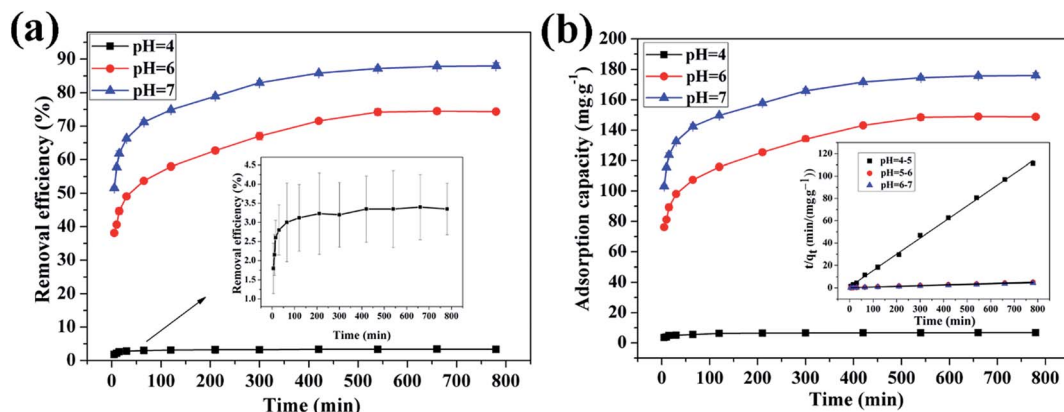 (a)
pH=4
pH=6
pH=7
Removal efficiency (%)
90
80
70
60
50
40
30
20
10
0
0 100 200 300 400 500 600 700 800
Time (min)
Removal efficiency (%)
4.5
4.0
3.5
3.0
2.5
2.0
1.5
1.0
0 100 200 300 400 500 600 700 800
Time (min)
(b)
pH=4
pH=6
pH=7
Adsorption capacity (mg.g-1)
200
180
160
140
120
100
80
60
40
20
0
0 100 200 300 400 500 600 700 800
Time (min)
pH=4-5
pH=5-6
pH=6-7
t/qt (min/(mgg−1))
120
100
80
60
40
20
0
0 100 200 300 400 500 600 700 800
Time (min)